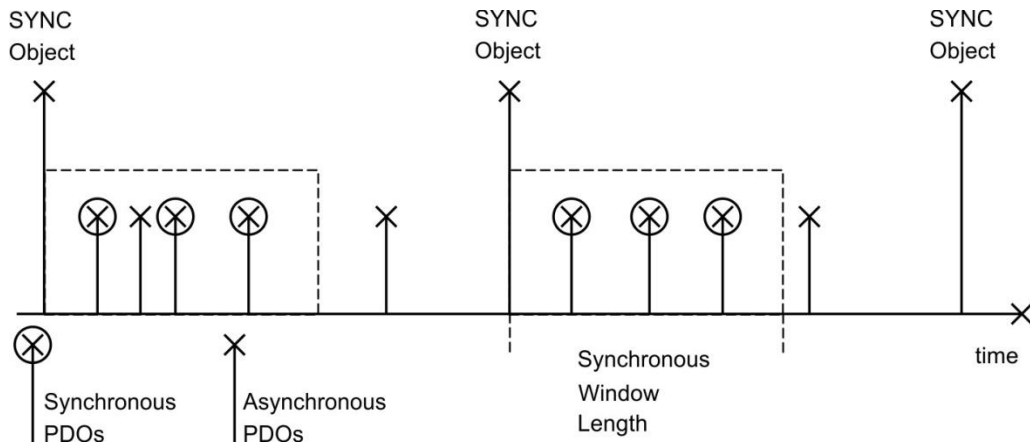 SYNC
Object
SYNC
Object
SYNC
Object
time
Synchronous
Window
Length
Synchronous
PDOs
Asynchronous
PDOs